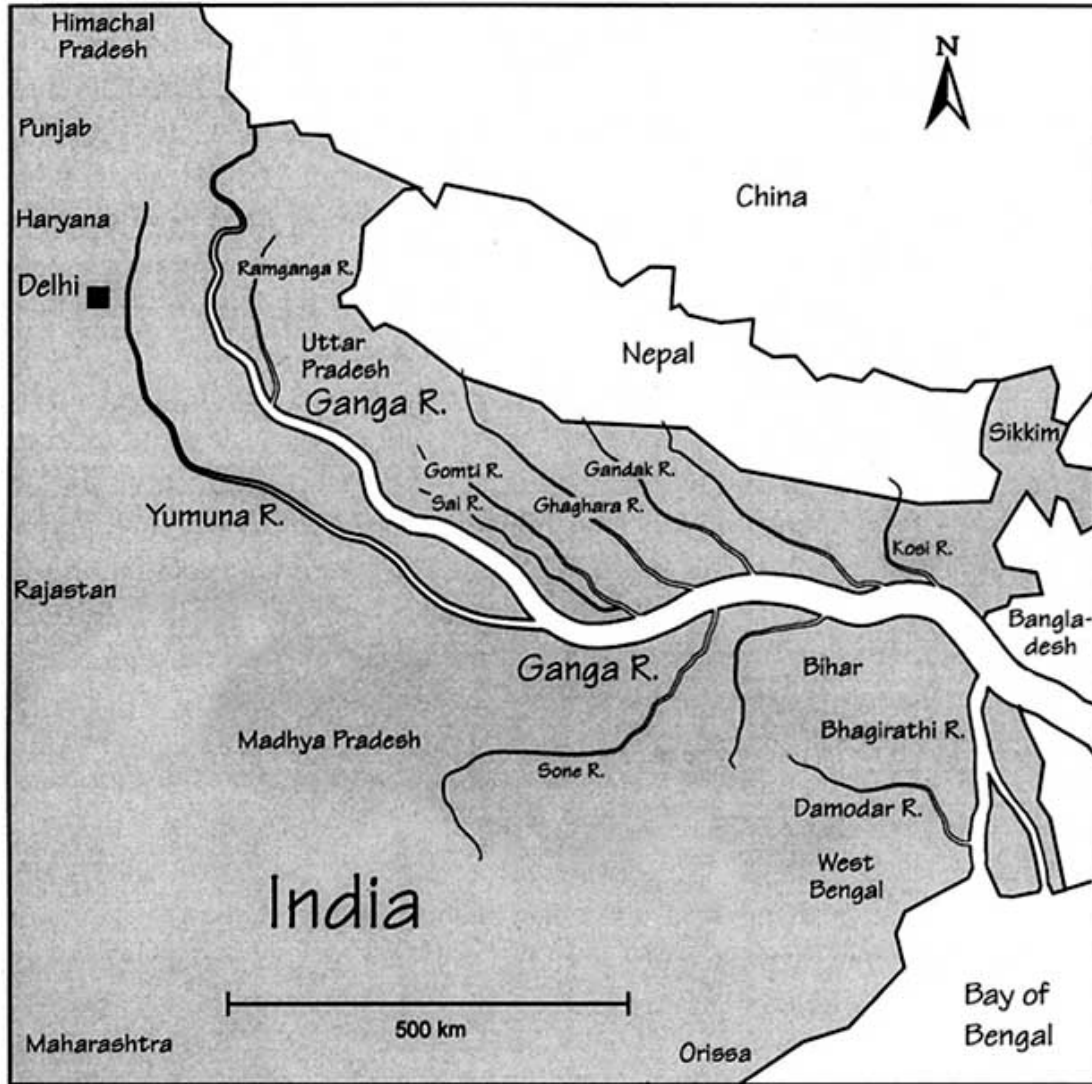 Himachal
Pradesh
N
Punjab
China
Haryana
Delhi
Ramganga R.
Uttar
Pradesh
Nepal
Ganga R.
Sikkim
Gomti R.
Gandak R.
Sai R.
Ghaghara R.
Yumuna R.
Kosi R.
Rajastan
Bangla-
desh
Ganga R.
Bihar
Madhya Pradesh
Bhagirathi R.
Sone R.
Damodar R.
West
Bengal
India
Bay of
Bengal
500 km
Maharashtra
Orissa